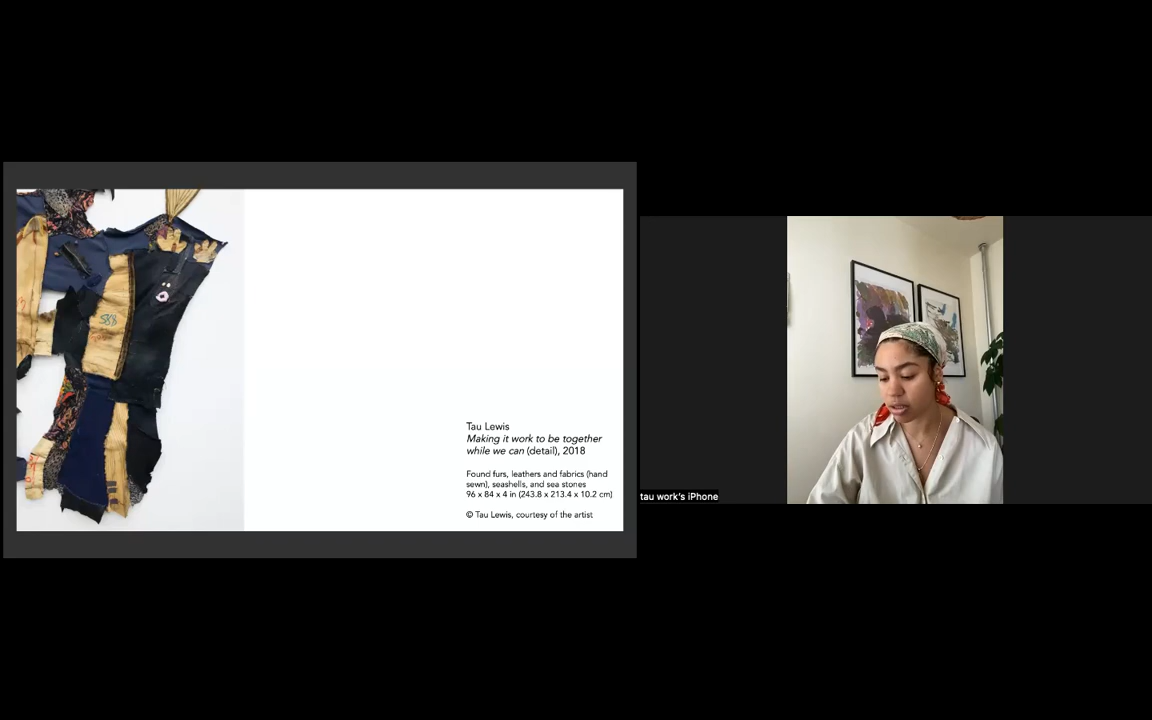 Tau Lewis
Making it work to be together
while we can (detail), 2018
Found furs, leathers and fabrics (hand
sewn), seashells, and sea stones
96 x 84 x 4 in (243.8 x 213.4 x 10.2 cm)
© Tau Lewis, courtesy of the artist
tau work's iPhone